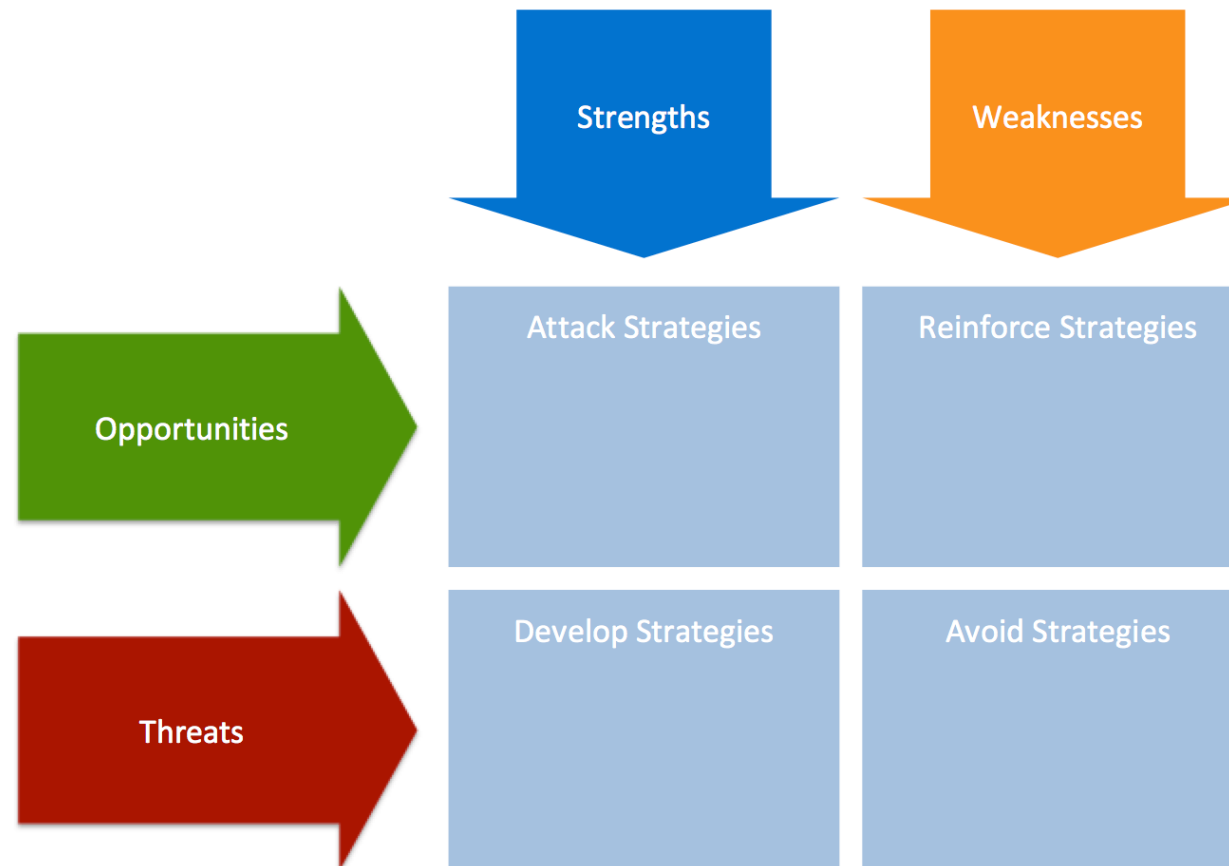 Strengths
Weaknesses
Opportunities
Attack Strategies
Reinforce Strategies
Threats
Develop Strategies
Avoid Strategies